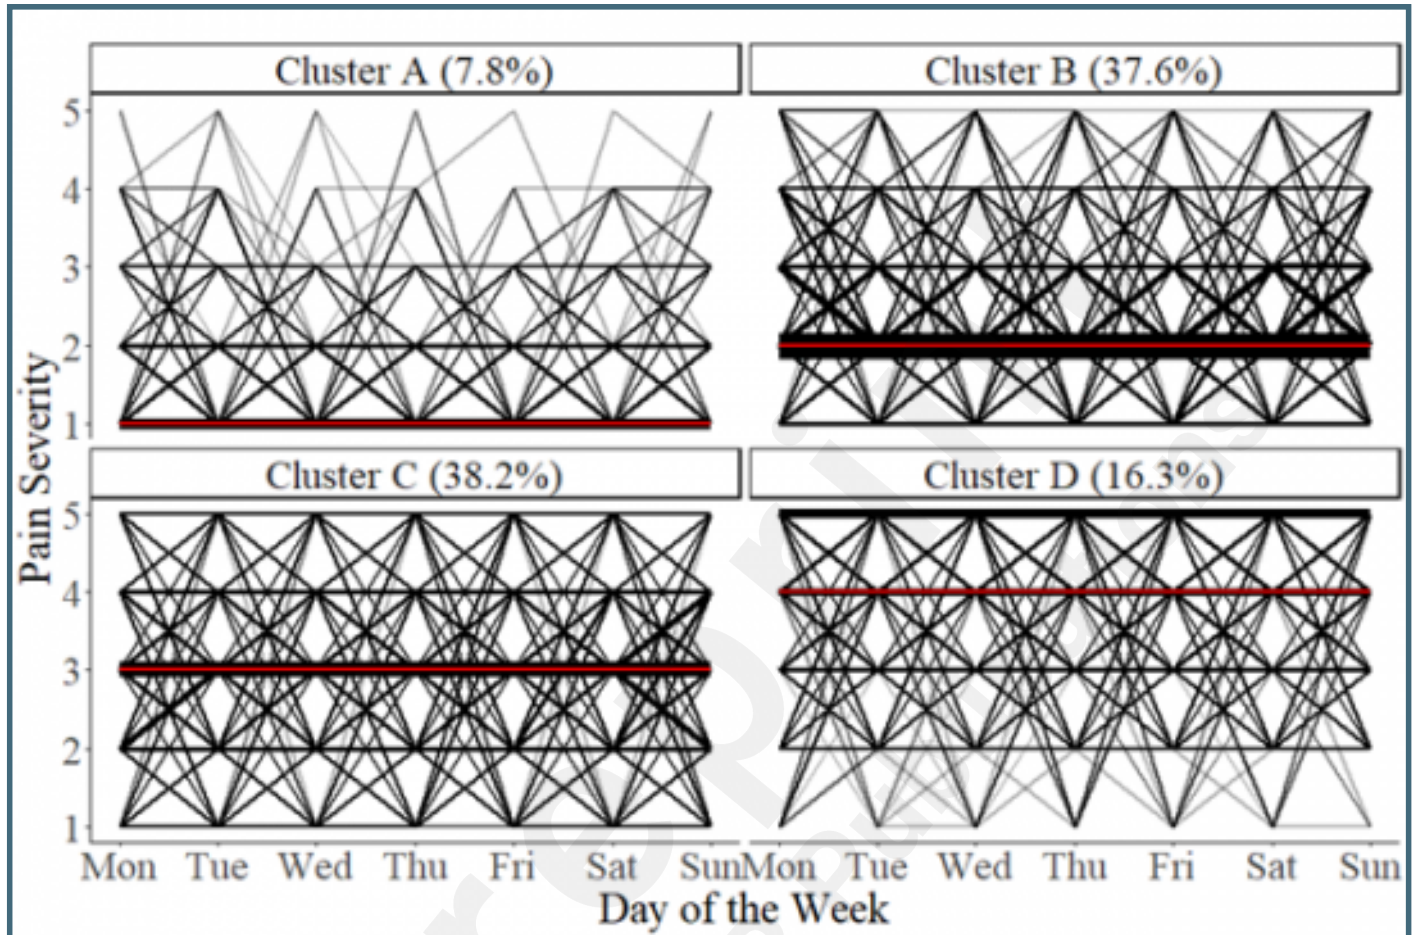 Cluster A (7.8%)
Cluster B (37.6%)
5
4
3
2
1
Cluster C (38.2%)
Cluster D (16.3%)
5
4
3
2
1
Pain Severity
Mon Tue Wed Thu Fri Sat Sun
Mon Tue Wed Thu Fri Sat Sun
Day of the Week